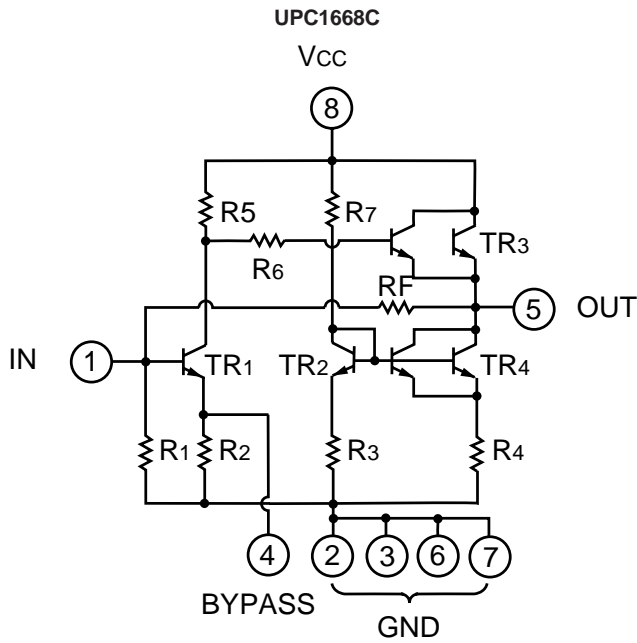 UPC1668C
VCC
8
R5
R7
R6
TR3
RF
5
OUT
IN
1
TR1
TR2
TR4
R1
R2
R3
R4
4
2
3
6
7
BYPASS
GND